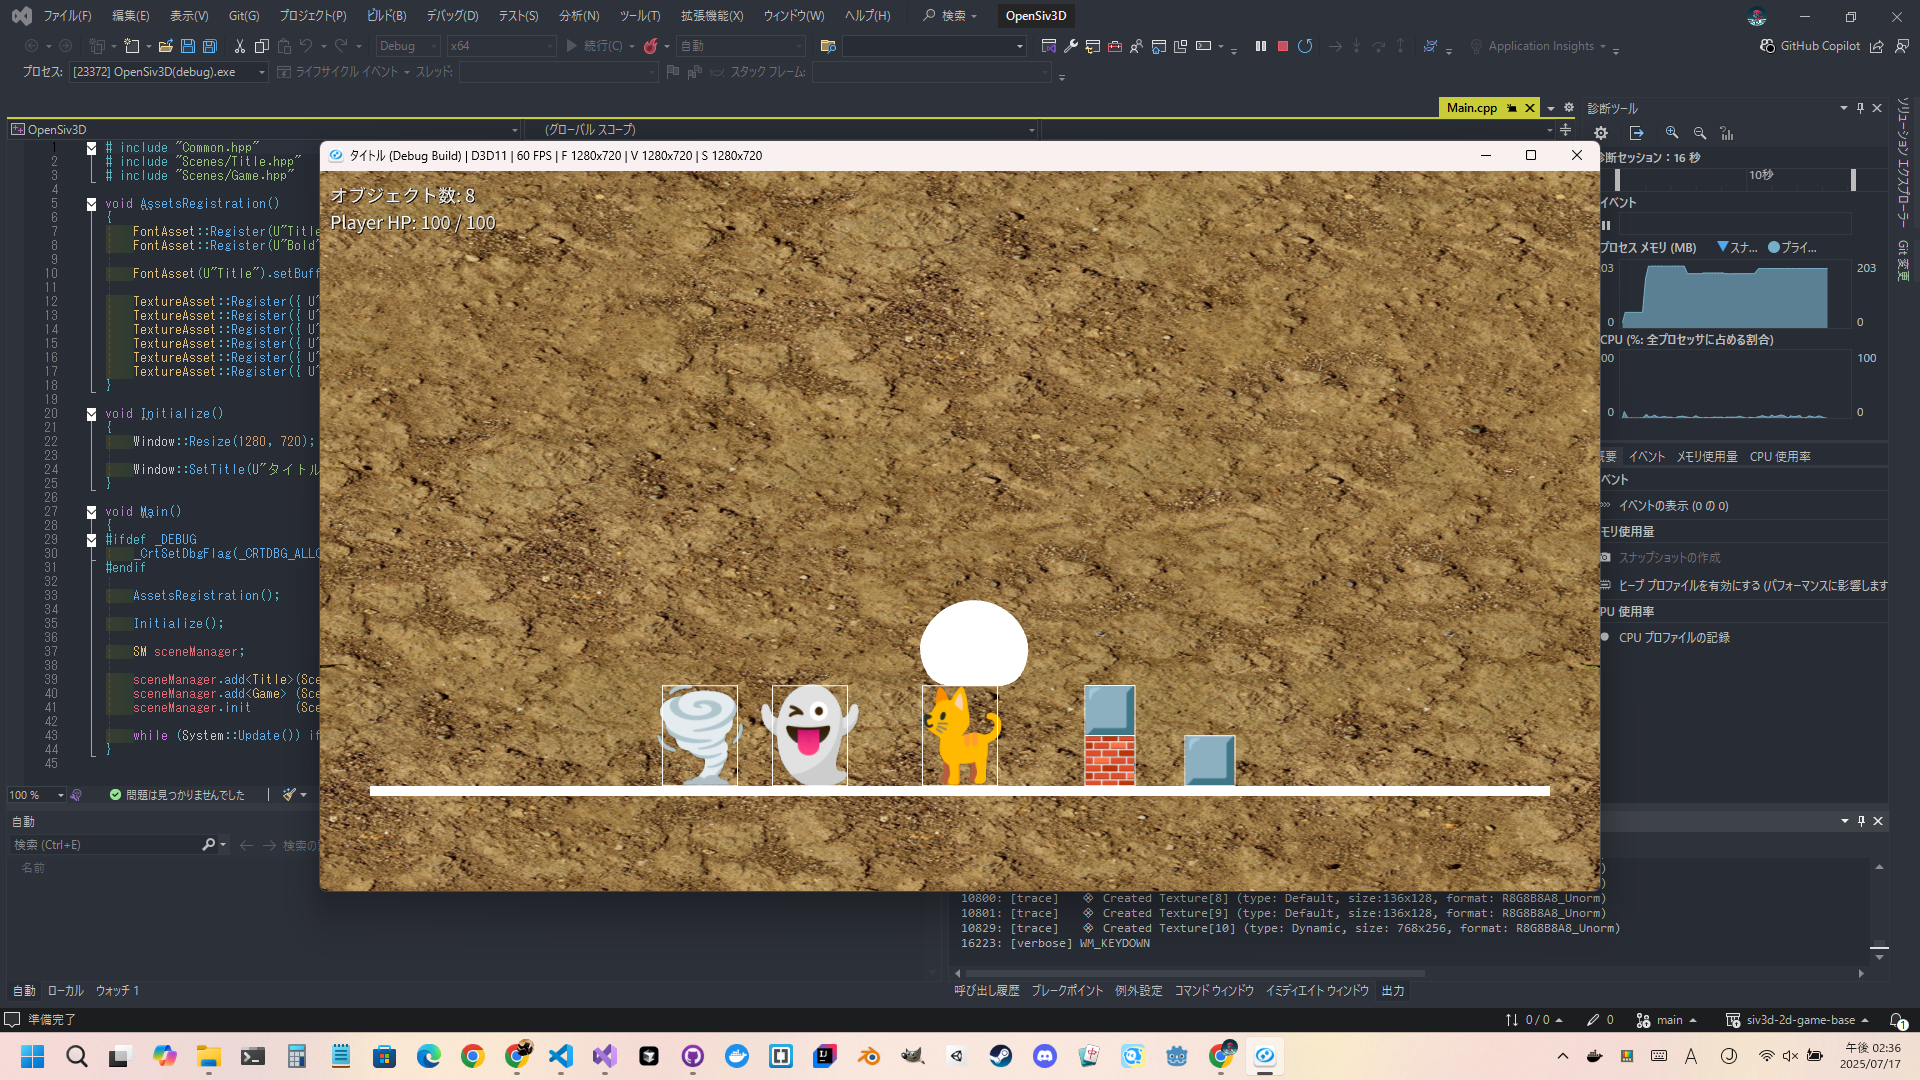 ファイル(F) 編集(E) 表示(V) Git(G) プロジェクト(P) ビルド(B) デバッグ(D) テスト(S) 分析(N) ツール(T) 拡張機能(X) ウィンドウ(W) ヘルプ(H) 検索 OpenSiv3D
Debug x64 続行(C) 自動 Application Insights GitHub Copilot
プロセス: [23372] OpenSiv3D(debug).exe ライフサイクル イベント スレッド: スタック フレーム:
Main.cpp
診断ツール
OpenSiv3D (グローバル スコープ)
ソリューション エクスプローラー
Git 変更
1 # include "Common.hpp"
2 # include "Scenes/Title.hpp"
3 # include "Scenes/Game.hpp"
4
5 void AssetsRegistration()
6 {
7 FontAsset::Register(U"Title
8 FontAsset::Register(U"Bold"
9
10 FontAsset(U"Title").setBuff
11
12 TextureAsset::Register({ U"
13 TextureAsset::Register({ U"
14 TextureAsset::Register({ U"
15 TextureAsset::Register({ U"
16 TextureAsset::Register({ U"
17 TextureAsset::Register({ U"
18 }
19
20 void Initialize()
21 {
22 Window::Resize(1280, 720);
23
24 Window::SetTitle(U"タイトル
25 }
26
27 void Main()
28 {
29 #ifdef _DEBUG
30 _CrtSetDbgFlag(_CRTDBG_ALLO
31 #endif
32
33 AssetsRegistration();
34
35 Initialize();
36
37 SM sceneManager;
38
39 sceneManager.add<Title>(Sce
40 sceneManager.add<Game> (Sce
41 sceneManager.init (Sce
42
43 while (System::Update()) if
44 }
45
タイトル (Debug Build) | D3D11 | 60 FPS | F 1280x720 | V 1280x720 | S 1280x720
オブジェクト数: 8
Player HP: 100 / 100
断セッション：16 秒
10秒
イベント
プロセス メモリ (MB) スナ... プライ...
03 203
0 0
CPU (%: 全プロセッサに占める割合)
00 100
0 0
要 イベント メモリ使用量 CPU 使用率
ベント
イベントの表示 (0 の 0)
モリ使用量
スナップショットの作成
ヒープ プロファイルを有効にする (パフォーマンスに影響します
PU 使用率
CPU プロファイルの記録
100 % 問題は見つかりませんでした
自動
検索 (Ctrl+E) 検索の
名前
10800: [trace] Created Texture[8] (type: Default, size:136x128, format: R8G8B8A8_Unorm)
10801: [trace] Created Texture[9] (type: Default, size:136x128, format: R8G8B8A8_Unorm)
10829: [trace] Created Texture[10] (type: Dynamic, size: 768x256, format: R8G8B8A8_Unorm)
16223: [verbose] WM_KEYDOWN
自動 ローカル ウォッチ 1
呼び出し履歴 ブレークポイント 例外設定 コマンド ウィンドウ イミディエイト ウィンドウ 出力
準備完了
0 / 0 0 main siv3d-2d-game-base 1
A
午後 02:36
2025/07/17